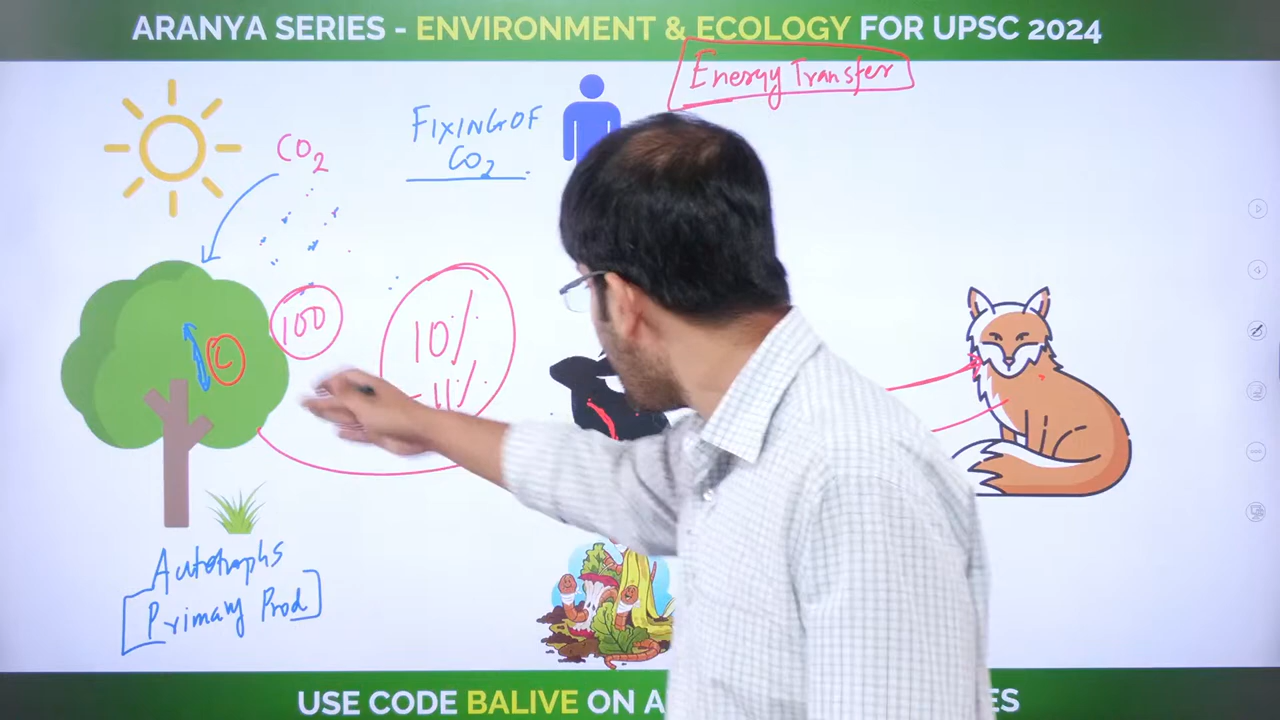 ARANYA SERIES - ENVIRONMENT & ECOLOGY FOR UPSC 2024
Energy Transfer
FIXING OF
CO2
CO2
100
10%
11%
C
Autotrophs
Primary Prod
USE CODE BALIVE ON A
ES